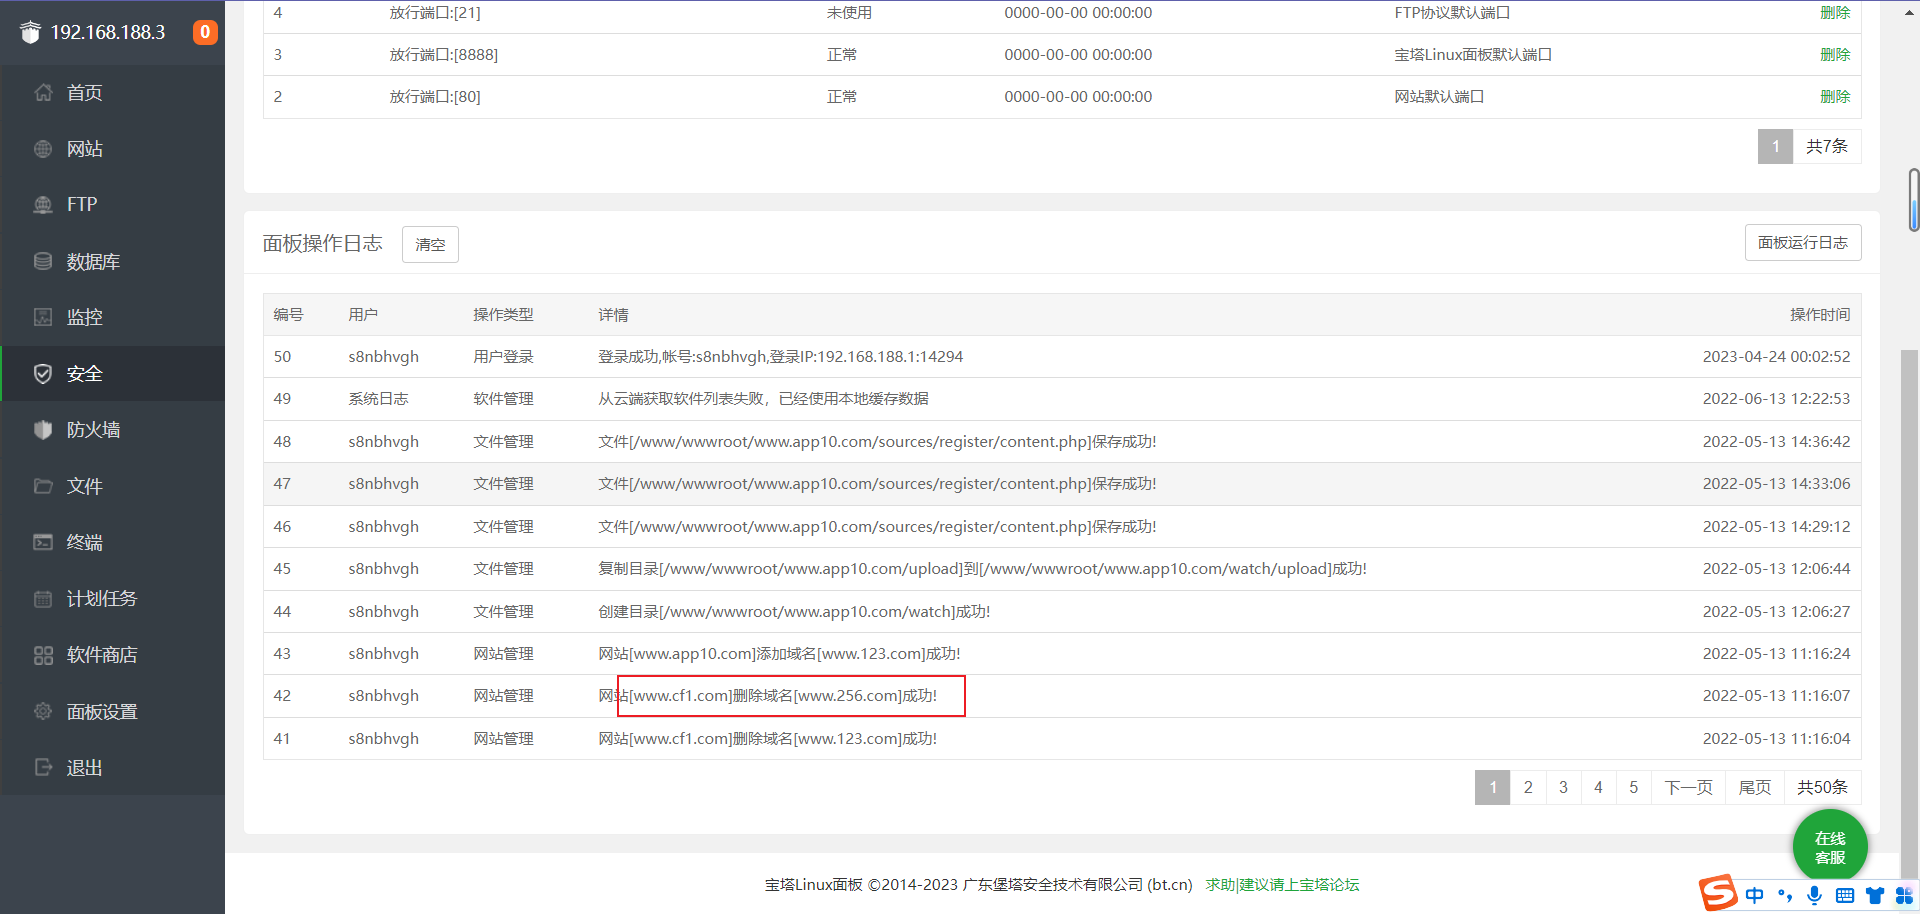 192.168.188.3 0
首页
网站
FTP
数据库
监控
安全
防火墙
文件
终端
计划任务
软件商店
面板设置
退出
4 放行端口:[21] 未使用 0000-00-00 00:00:00 FTP协议默认端口 删除
3 放行端口:[8888] 正常 0000-00-00 00:00:00 宝塔Linux面板默认端口 删除
2 放行端口:[80] 正常 0000-00-00 00:00:00 网站默认端口 删除
1 共7条
面板操作日志 清空 面板运行日志
编号 用户 操作类型 详情 操作时间
50 s8nbhvgh 用户登录 登录成功,帐号:s8nbhvgh,登录IP:192.168.188.1:14294 2023-04-24 00:02:52
49 系统日志 软件管理 从云端获取软件列表失败，已经使用本地缓存数据 2022-06-13 12:22:53
48 s8nbhvgh 文件管理 文件[/www/wwwroot/www.app10.com/sources/register/content.php]保存成功! 2022-05-13 14:36:42
47 s8nbhvgh 文件管理 文件[/www/wwwroot/www.app10.com/sources/register/content.php]保存成功! 2022-05-13 14:33:06
46 s8nbhvgh 文件管理 文件[/www/wwwroot/www.app10.com/sources/register/content.php]保存成功! 2022-05-13 14:29:12
45 s8nbhvgh 文件管理 复制目录[/www/wwwroot/www.app10.com/upload]到[/www/wwwroot/www.app10.com/watch/upload]成功! 2022-05-13 12:06:44
44 s8nbhvgh 文件管理 创建目录[/www/wwwroot/www.app10.com/watch]成功! 2022-05-13 12:06:27
43 s8nbhvgh 网站管理 网站[www.app10.com]添加域名[www.123.com]成功! 2022-05-13 11:16:24
42 s8nbhvgh 网站管理 网站[www.cf1.com]删除域名[www.256.com]成功! 2022-05-13 11:16:07
41 s8nbhvgh 网站管理 网站[www.cf1.com]删除域名[www.123.com]成功! 2022-05-13 11:16:04
1 2 3 4 5 下一页 尾页 共50条
在线
客服
宝塔Linux面板 ©2014-2023 广东堡塔安全技术有限公司 (bt.cn) 求助|建议请上宝塔论坛
S 中